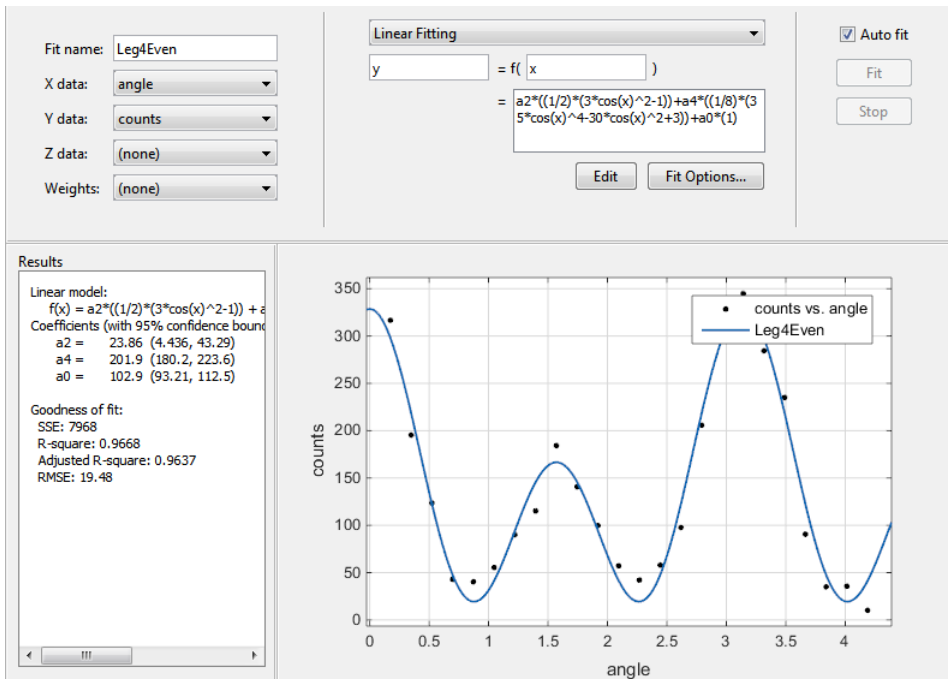 Fit name: Leg4Even
X data: angle
Y data: counts
Z data: (none)
Weights: (none)
Linear Fitting
y = f( x )
= a2*((1/2)*(3*cos(x)^2-1))+a4*((1/8)*(3
5*cos(x)^4-30*cos(x)^2+3))+a0*(1)
Edit Fit Options...
Auto fit
Fit
Stop
Results
Linear model:
f(x) = a2*((1/2)*(3*cos(x)^2-1)) + a
Coefficients (with 95% confidence bound
a2 = 23.86 (4.436, 43.29)
a4 = 201.9 (180.2, 223.6)
a0 = 102.9 (93.21, 112.5)
Goodness of fit:
SSE: 7968
R-square: 0.9668
Adjusted R-square: 0.9637
RMSE: 19.48
counts vs. angle
Leg4Even
350
300
250
200
150
100
50
0
counts
0 0.5 1 1.5 2 2.5 3 3.5 4
angle